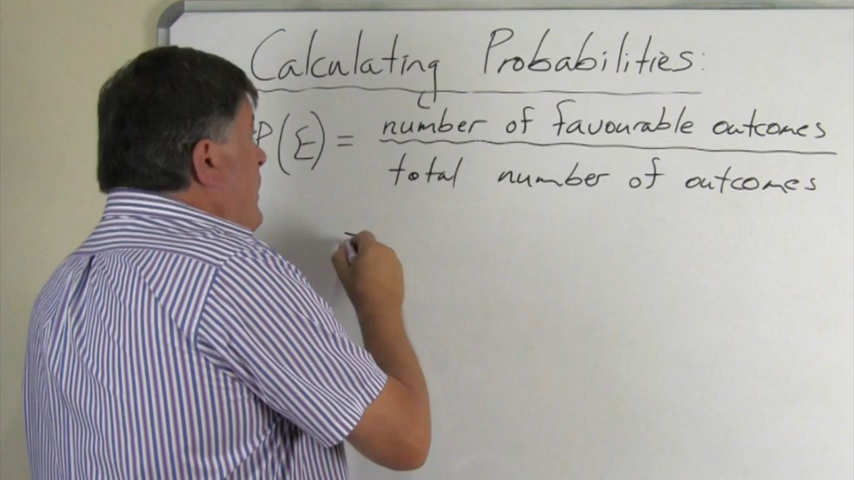 Calculating Probabilities:
P(E) = number of favourable outcomes
total number of outcomes